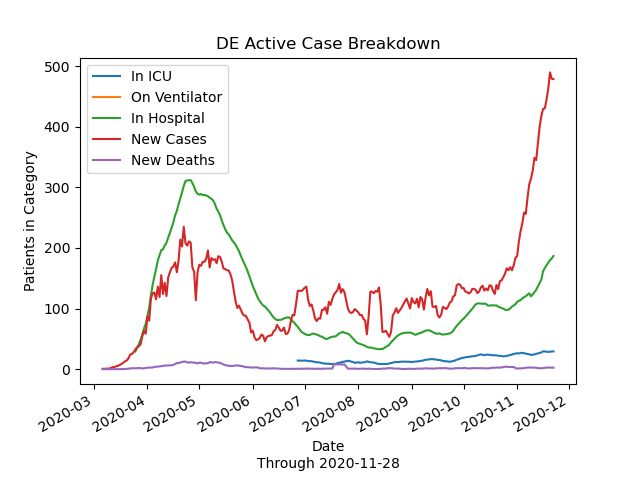 DE Active Case Breakdown
In ICU
On Ventilator
In Hospital
New Cases
New Deaths
Patients in Category
500
400
300
200
100
0
2020-03
2020-04
2020-05
2020-06
2020-07
2020-08
2020-09
2020-10
2020-11
2020-12
Date
Through 2020-11-28